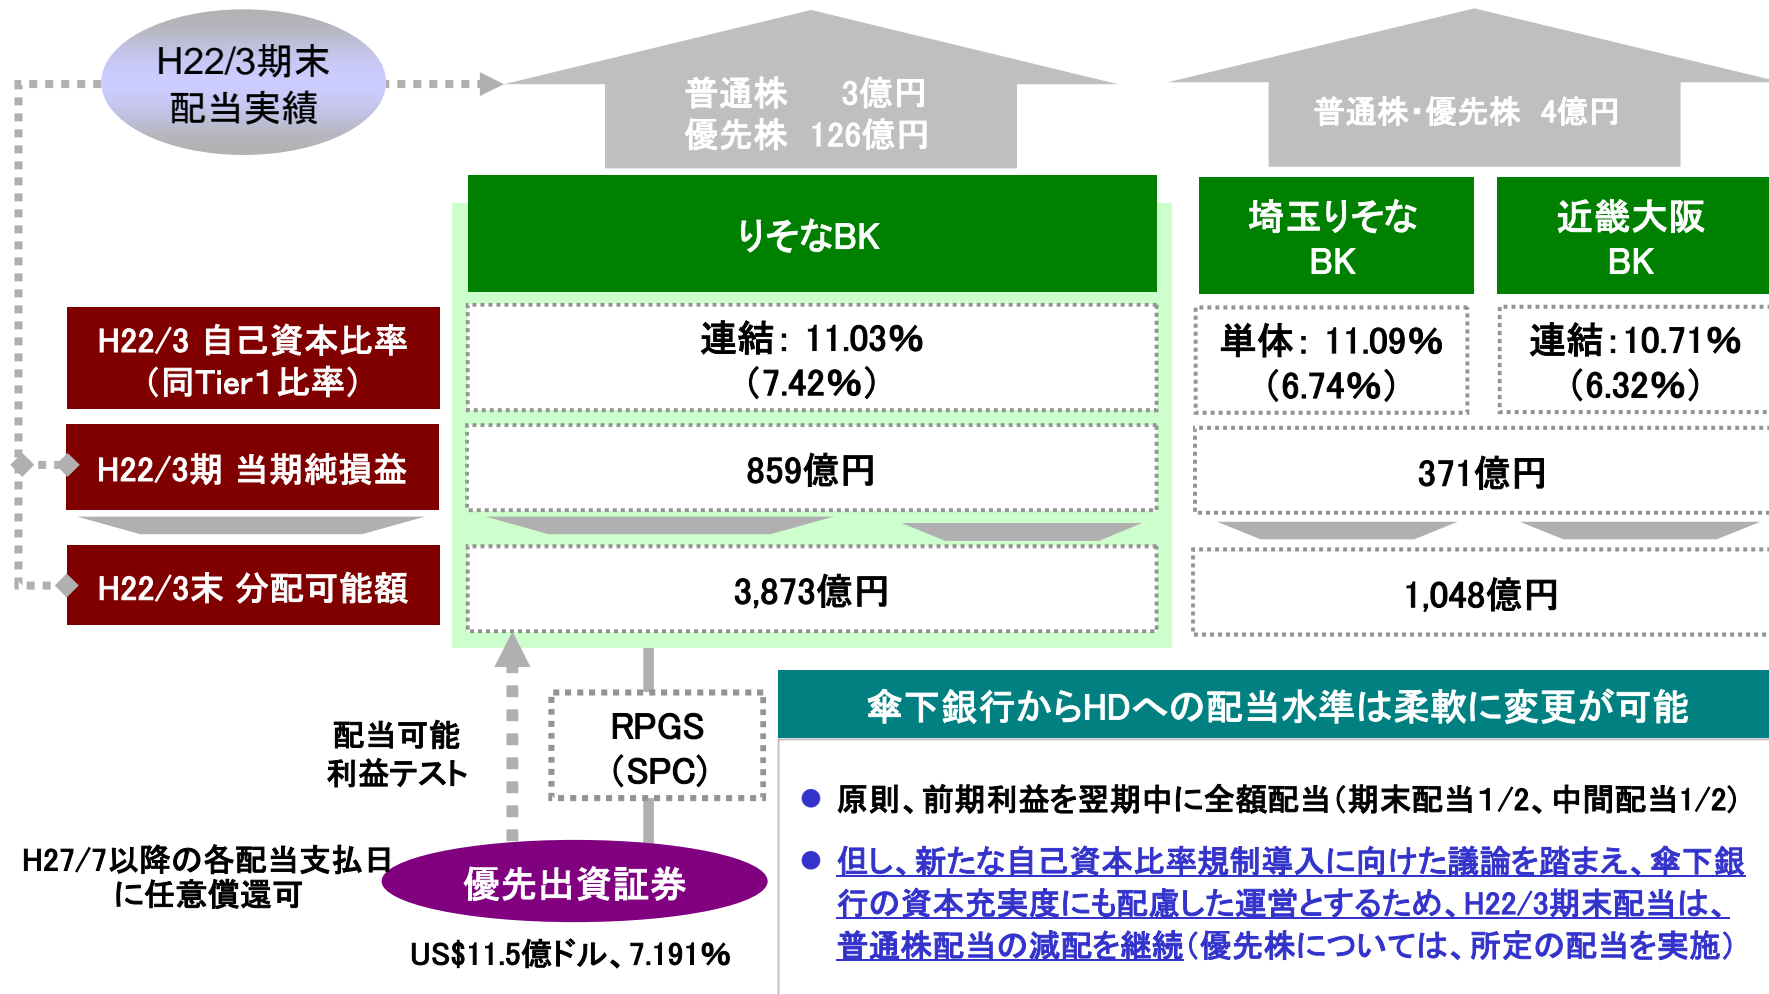 H22/3期末
配当実績
普通株　　3億円
優先株　126億円
普通株・優先株　4億円
りそなBK
埼玉りそな
BK
近畿大阪
BK
H22/3 自己資本比率
（同Tier１比率）
連結： 11.03%
（7.42%）
単体： 11.09%
（6.74%）
連結：10.71%
（6.32%）
H22/3期 当期純損益
859億円
371億円
H22/3末 分配可能額
3,873億円
1,048億円
配当可能
利益テスト
RPGS
（SPC）
H27/7以降の各配当支払日
に任意償還可
優先出資証券
US$11.5億ドル、7.191%
傘下銀行からHDへの配当水準は柔軟に変更が可能
● 原則、前期利益を翌期中に全額配当（期末配当１/2、中間配当1/2）
● 但し、新たな自己資本比率規制導入に向けた議論を踏まえ、傘下銀
行の資本充実度にも配慮した運営とするため、H22/3期末配当は、
普通株配当の減配を継続（優先株については、所定の配当を実施）